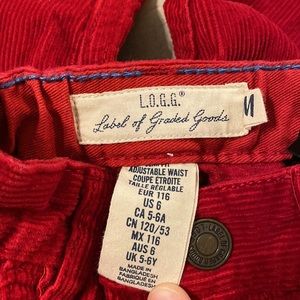 L.O.G.G.®
Label of Graded Goods
ADJUSTABLE WAIST
COUPE ETROITE
TAILLE RÉGLABLE
EUR 116
US 6
CA 5-6A
CN 120/53
MX 116
AUS 6
UK 5-6Y
MADE IN
BANGLADESH